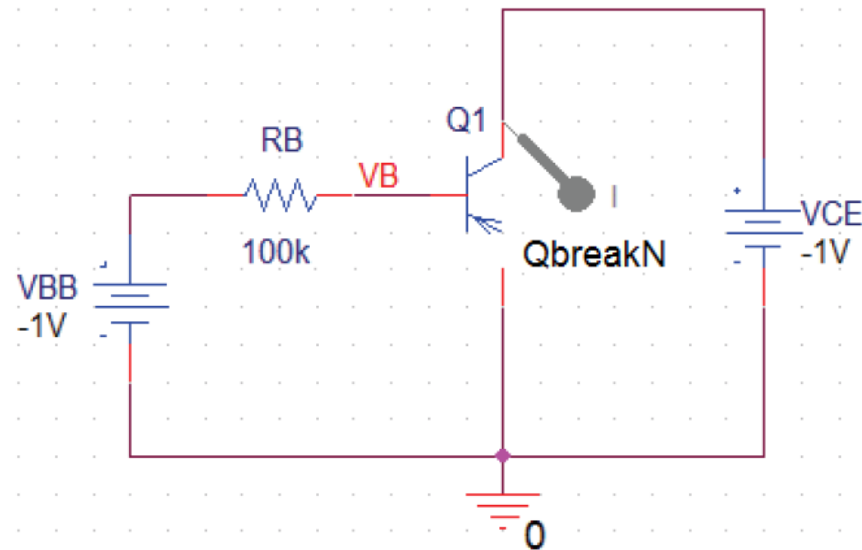 Q1
RB
VB
I
VCE
-1V
100k
QbreakN
VBB
-1V
0